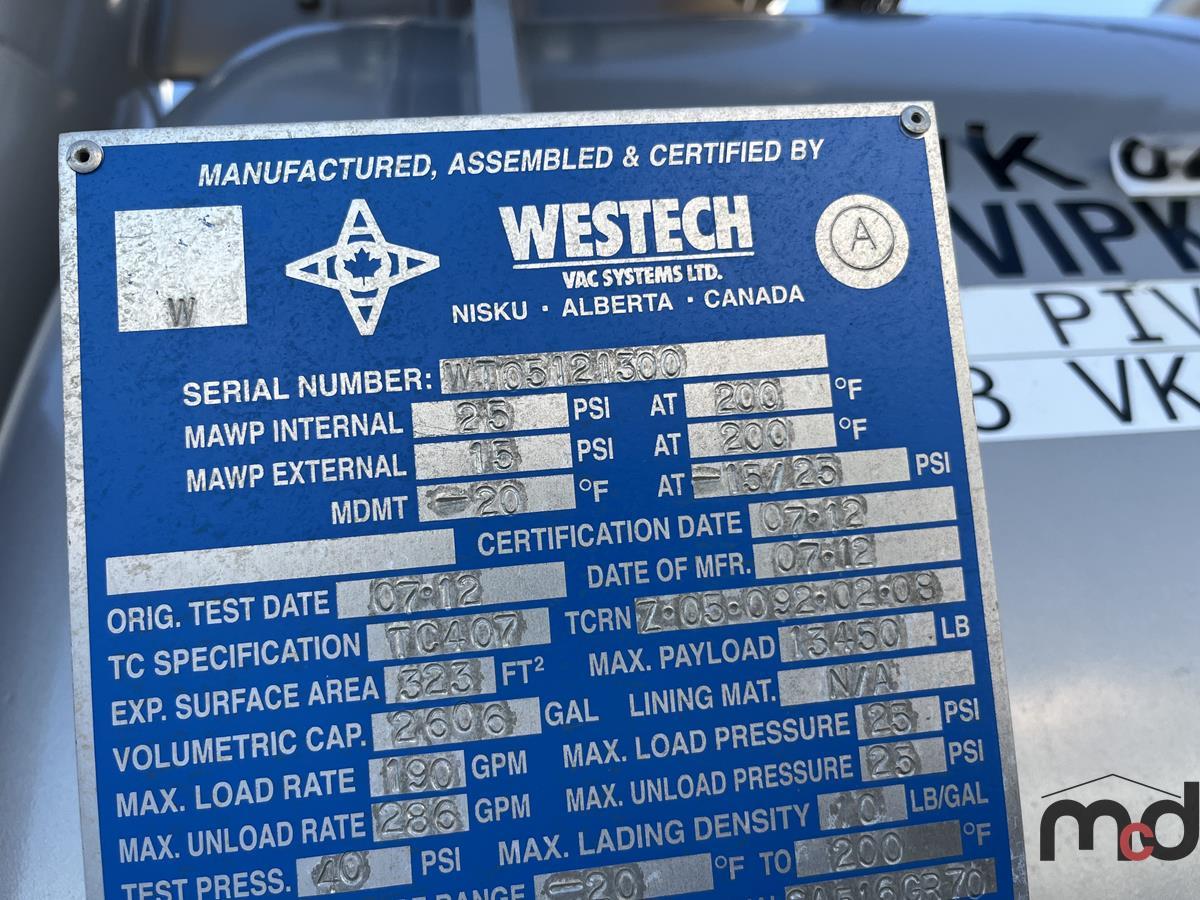 MANUFACTURED, ASSEMBLED & CERTIFIED BY
W
WESTECH
VAC SYSTEMS LTD.
NISKU · ALBERTA · CANADA
A
SERIAL NUMBER: WT05121300
MAWP INTERNAL 25 PSI AT 200 °F
MAWP EXTERNAL 15 PSI AT 200 °F
MDMT -20 °F AT -15/25 PSI
CERTIFICATION DATE 07·12
ORIG. TEST DATE 07·12 DATE OF MFR. 07·12
TC SPECIFICATION TC407 TCRN Z·05·092·02·09
EXP. SURFACE AREA 323 FT² MAX. PAYLOAD 13450 LB
VOLUMETRIC CAP. 2606 GAL LINING MAT. N/A
MAX. LOAD RATE 190 GPM MAX. LOAD PRESSURE 25 PSI
MAX. UNLOAD RATE 286 GPM MAX. UNLOAD PRESSURE 25 PSI
TEST PRESS. 40 PSI MAX. LADING DENSITY 10 LB/GAL
RANGE -20 °F TO 200 °F
SA516GR70
VIPK
PIV
3 VK
mcd